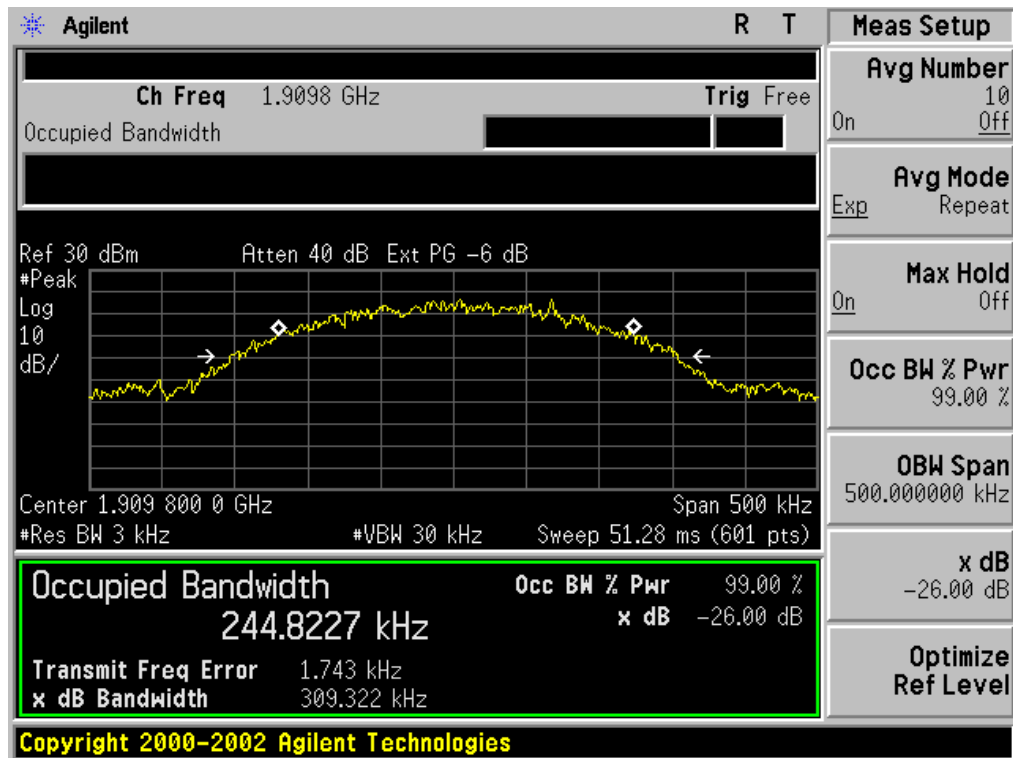 Agilent R T Meas Setup
Ch Freq 1.9098 GHz Trig Free
Occupied Bandwidth
Ref 30 dBm Atten 40 dB Ext PG -6 dB
#Peak
Log
10
dB/
Center 1.909 800 0 GHz Span 500 kHz
#Res BW 3 kHz #VBW 30 kHz Sweep 51.28 ms (601 pts)
Occupied Bandwidth Occ BW % Pwr 99.00 %
244.8227 kHz x dB -26.00 dB
Transmit Freq Error 1.743 kHz
x dB Bandwidth 309.322 kHz
Avg Number
10
On Off
Avg Mode
Exp Repeat
Max Hold
On Off
Occ BW % Pwr
99.00 %
OBW Span
500.000000 kHz
x dB
-26.00 dB
Optimize
Ref Level
Copyright 2000-2002 Agilent Technologies